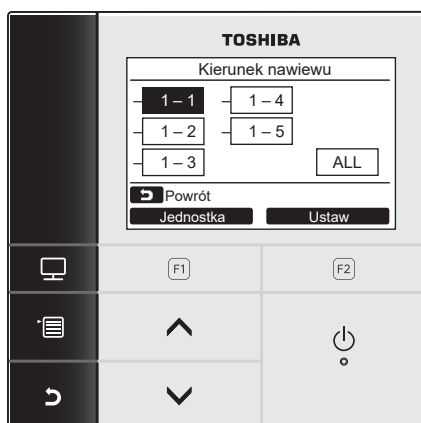 TOSHIBA
Kierunek nawiewu
1 – 1 1 – 4
1 – 2 1 – 5
1 – 3 ALL
Powrót
Jednostka Ustaw
F1 F2